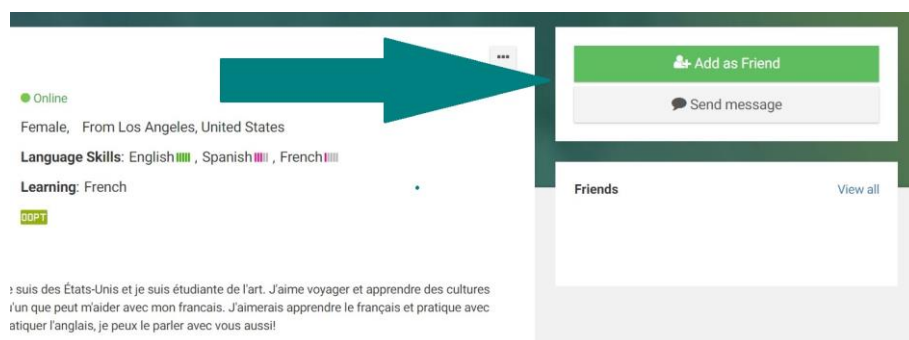 Add as Friend
Online
Send message
Female, From Los Angeles, United States
Language Skills: English , Spanish , French
Learning: French
Friends
View all
DDPT
suis des États-Unis et je suis étudiante de l'art. J'aime voyager et apprendre des cultures
u'un que peut m'aider avec mon francais. J'aimerais apprendre le français et pratique avec
atiquer l'anglais, je peux le parler avec vous aussi!